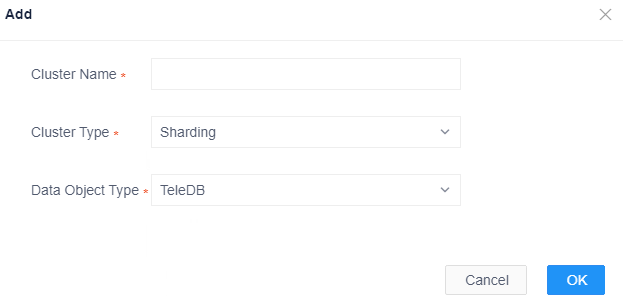 Add
Cluster Name *
Cluster Type *
Sharding
Data Object Type *
TeleDB
Cancel
OK